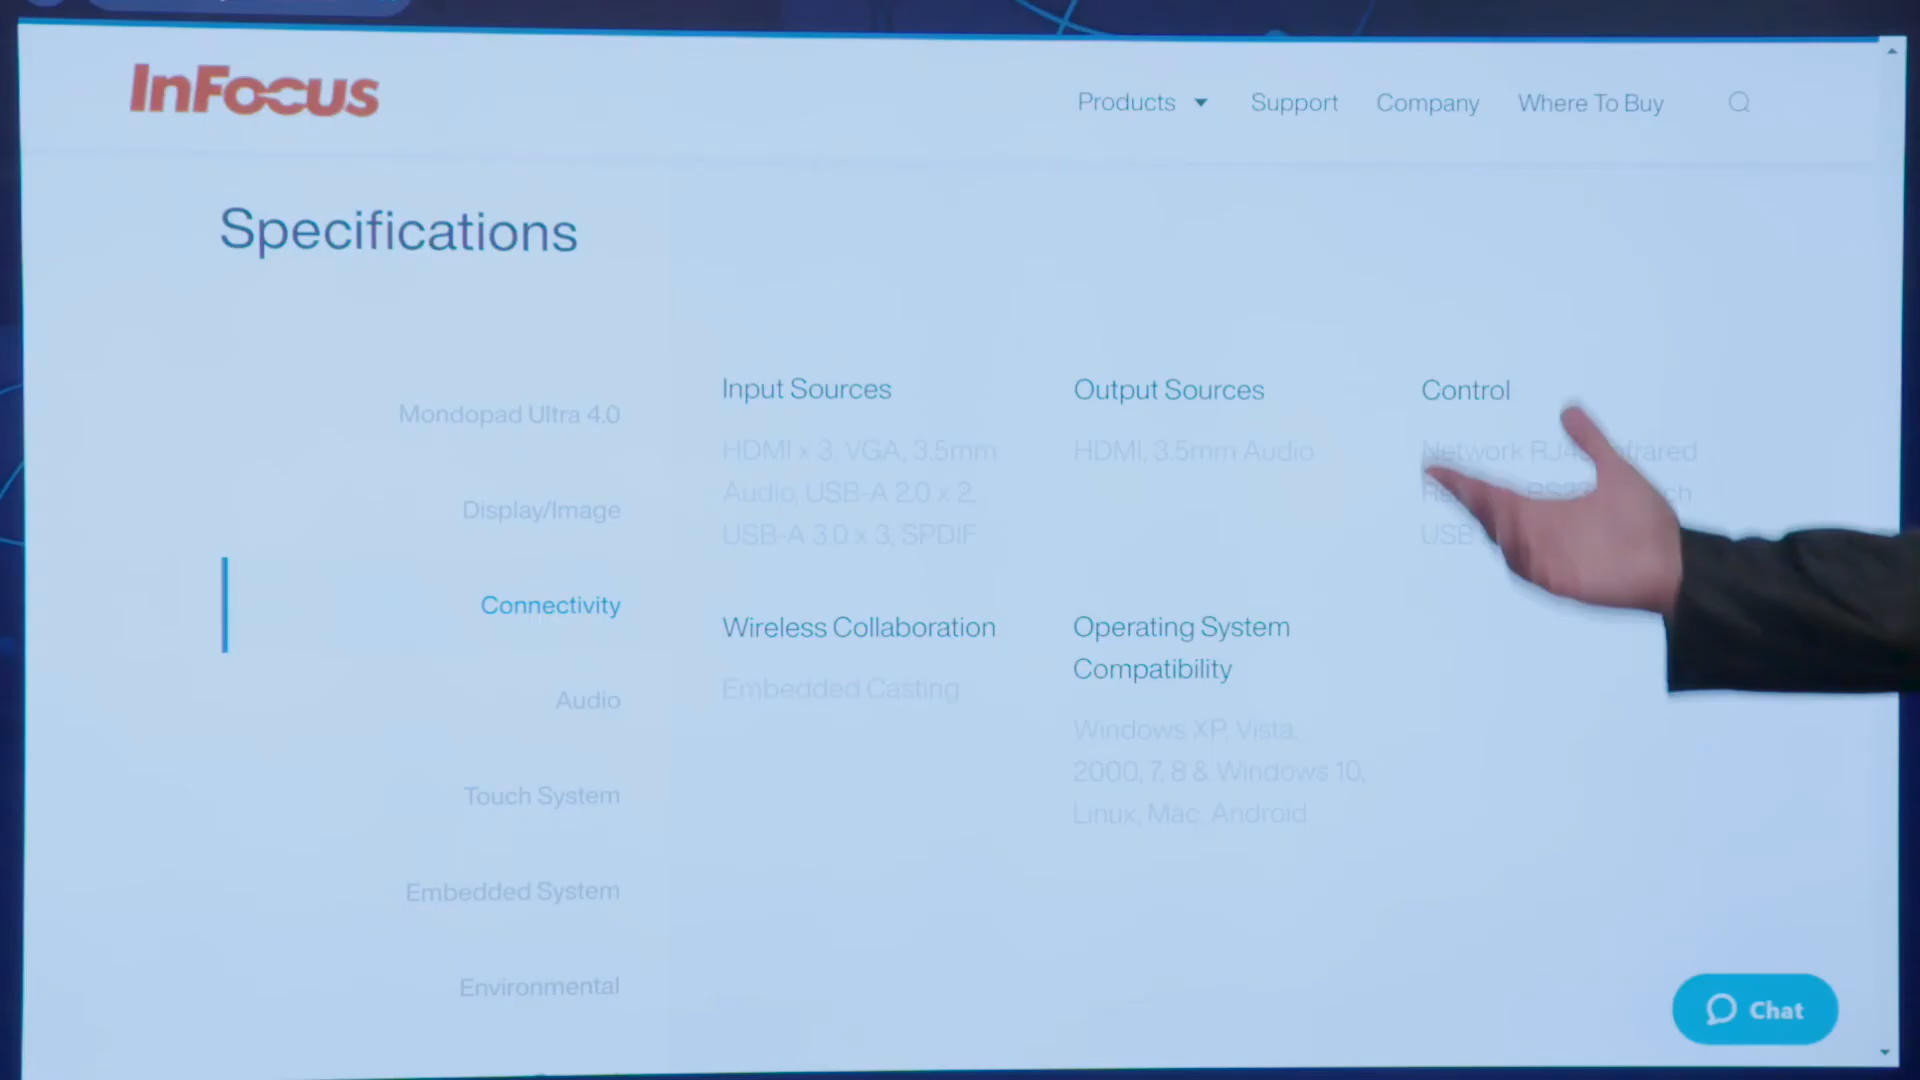 InFocus
Products
Support
Company
Where To Buy
Specifications
Mondopad Ultra 4.0
Display/Image
Connectivity
Audio
Touch System
Embedded System
Environmental
Input Sources
HDMI x 3, VGA, 3.5mm
Audio, USB-A 2.0 x 2,
USB-A 3.0 x 3, SPDIF
Output Sources
HDMI, 3.5mm Audio
Control
Network
USB
Wireless Collaboration
Embedded Casting
Operating System
Compatibility
Windows XP, Vista,
2000, 7, 8 & Windows 10,
Linux, Mac, Android
Chat